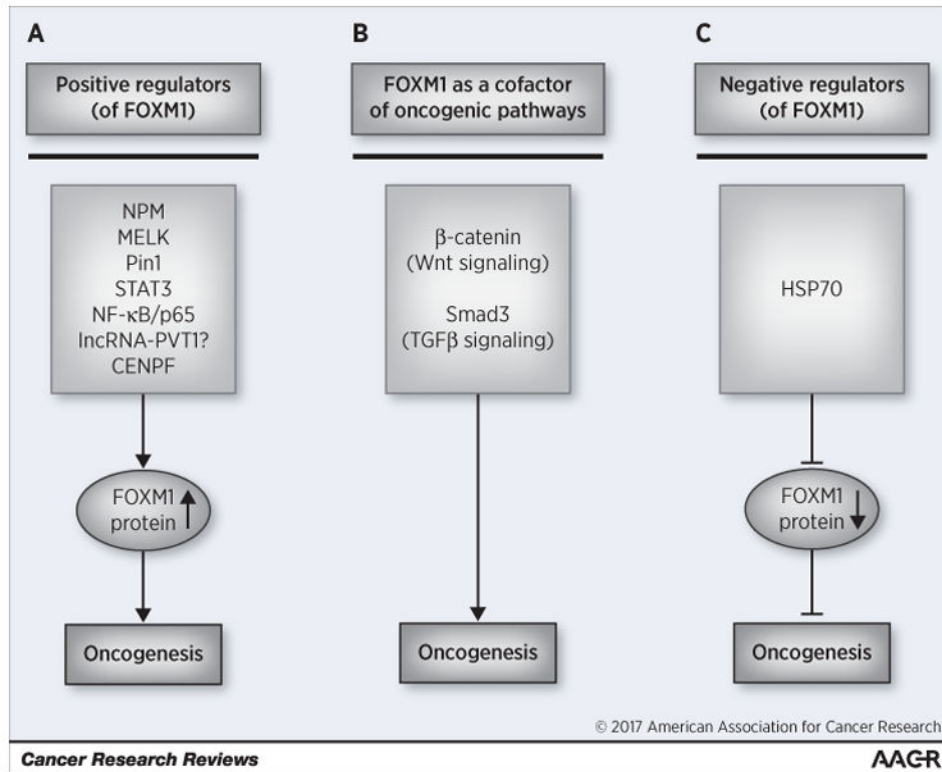 A
Positive regulators
(of FOXM1)
NPM
MELK
Pin1
STAT3
NF-κB/p65
lncRNA-PVT1?
CENPF
FOXM1
protein
Oncogenesis
B
FOXM1 as a cofactor
of oncogenic pathways
β-catenin
(Wnt signaling)
Smad3
(TGFβ signaling)
Oncogenesis
C
Negative regulators
(of FOXM1)
HSP70
FOXM1
protein
Oncogenesis
© 2017 American Association for Cancer Research
Cancer Research Reviews
AACR